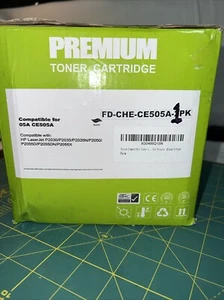 PREMIUM
TONER CARTRIDGE
FD-CHE-CE505A-1PK
Compatible for
05A CE505A
Compatible with
HP LaserJet P2030/P2035/P2035N/P2050/
P2055D/P2055DN/P2055X